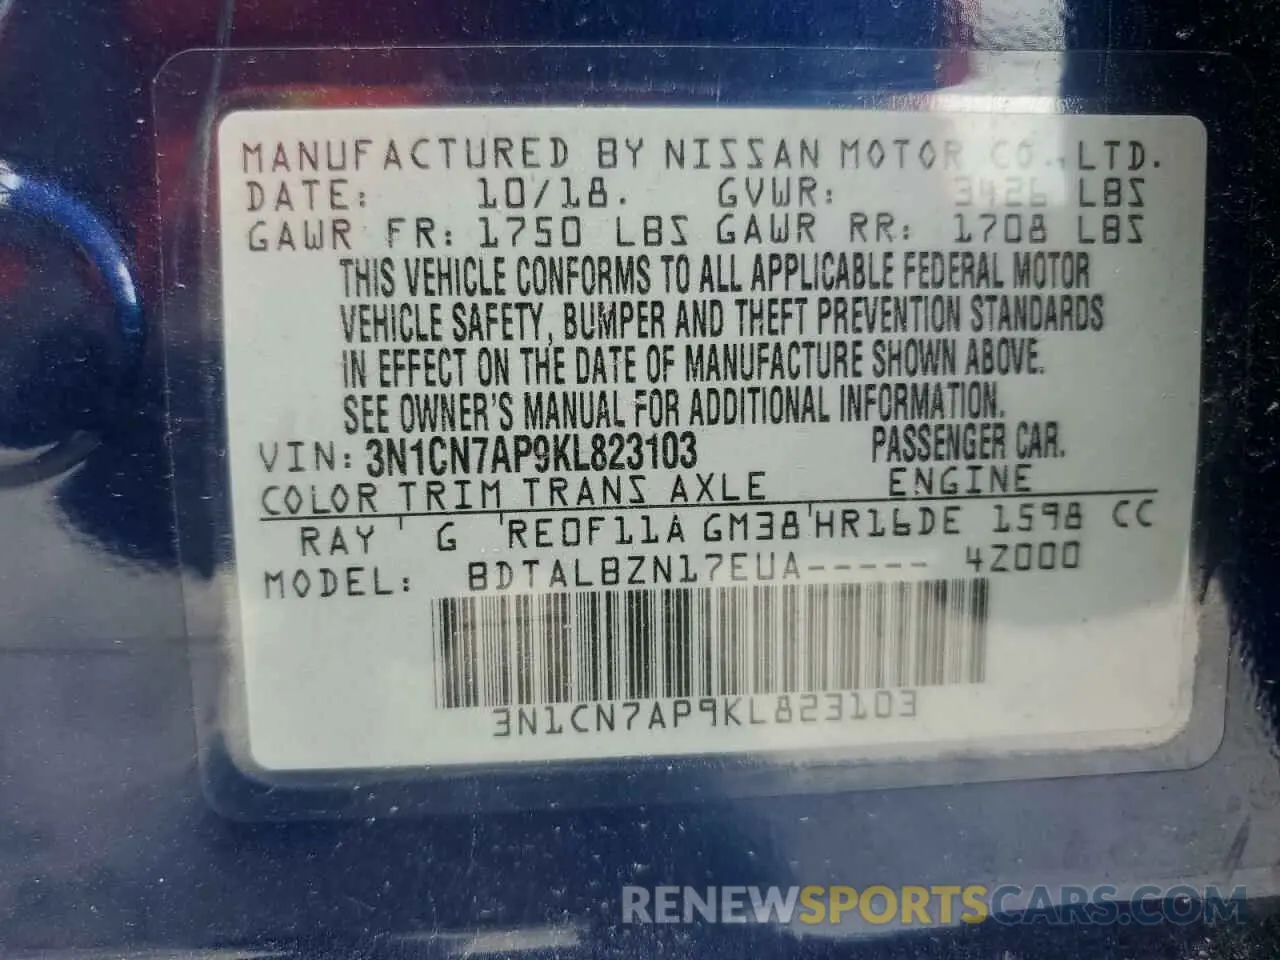 MANUFACTURED BY NISSAN MOTOR CO.,LTD.
DATE: 10/18. GVWR: 3426 LBS
GAWR FR: 1750 LBS GAWR RR: 1708 LBS
THIS VEHICLE CONFORMS TO ALL APPLICABLE FEDERAL MOTOR
VEHICLE SAFETY, BUMPER AND THEFT PREVENTION STANDARDS
IN EFFECT ON THE DATE OF MANUFACTURE SHOWN ABOVE.
SEE OWNER'S MANUAL FOR ADDITIONAL INFORMATION.
VIN: 3N1CN7AP9KL823103 PASSENGER CAR.
COLOR TRIM TRANS AXLE ENGINE
RAY ' G 'RE0F11A GM38'HR16DE 1598 CC
MODEL: BDTALBZN17EUA----- 4Z000
3N1CN7AP9KL823103
RENEWSPORTSCARS.COM